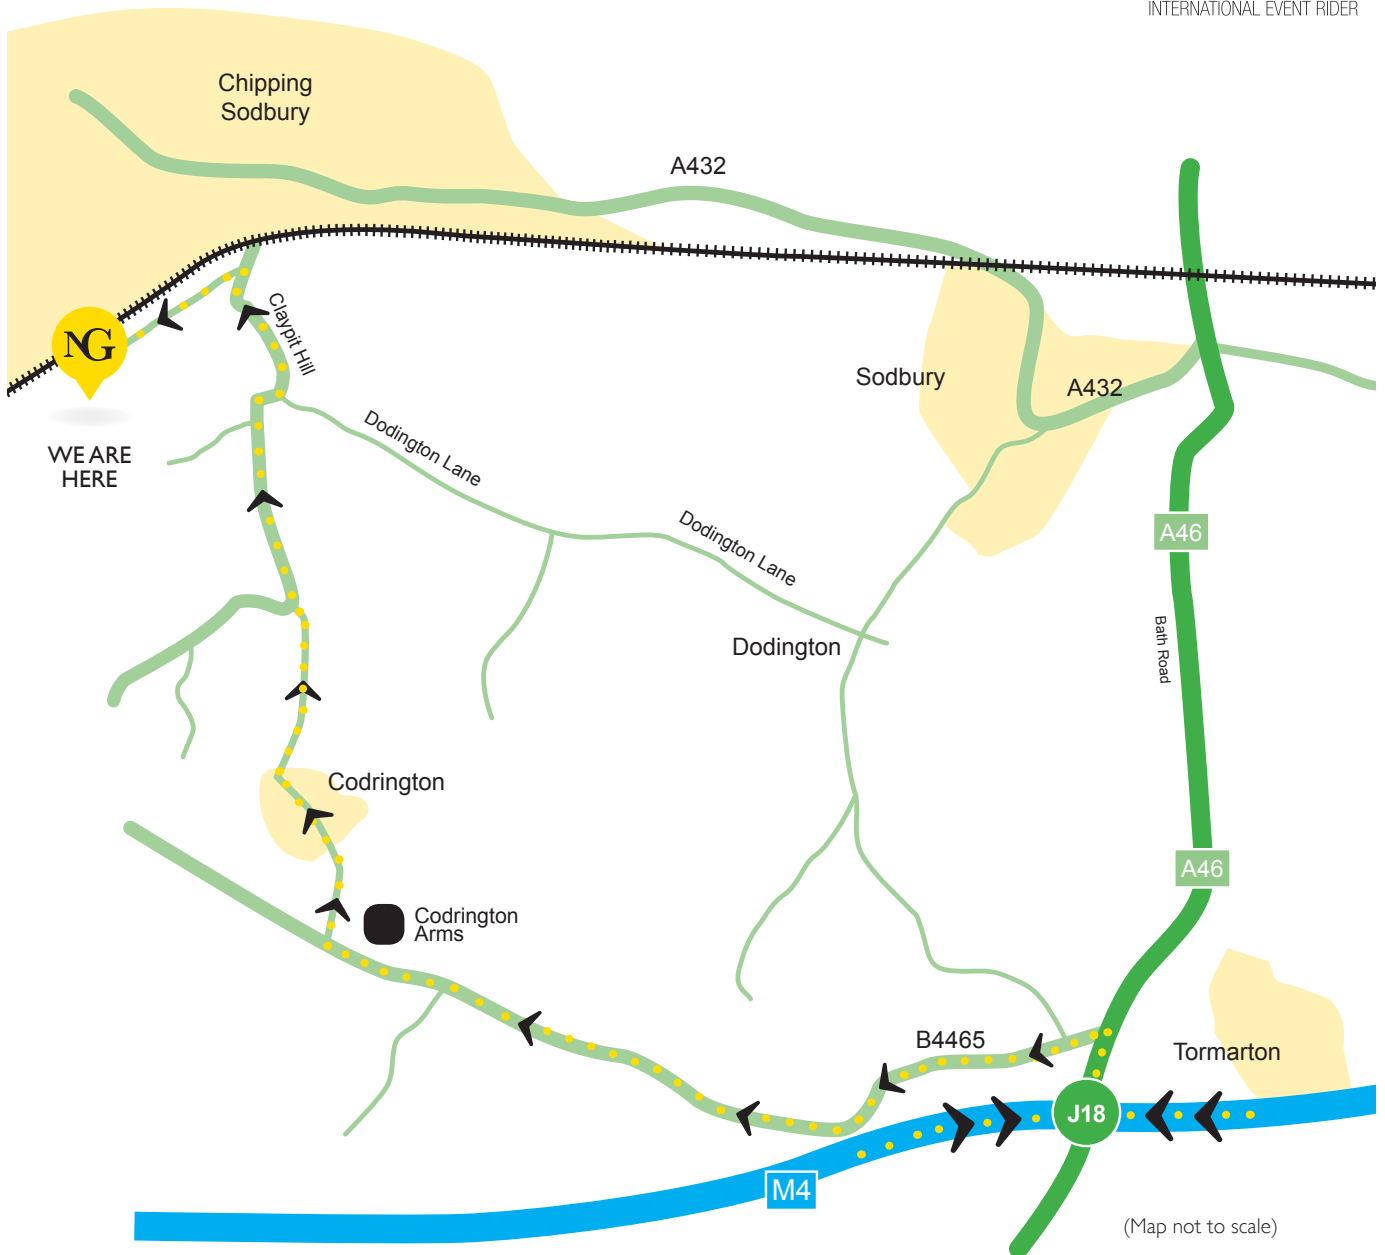 INTERNATIONAL EVENT RIDER
Chipping
Sodbury
A432
Claypit Hill
NG
WE ARE
HERE
Sodbury
A432
Dodington Lane
Dodington Lane
A46
Bath Road
Dodington
Codrington
A46
Codrington
Arms
B4465
Tormarton
J18
M4
(Map not to scale)